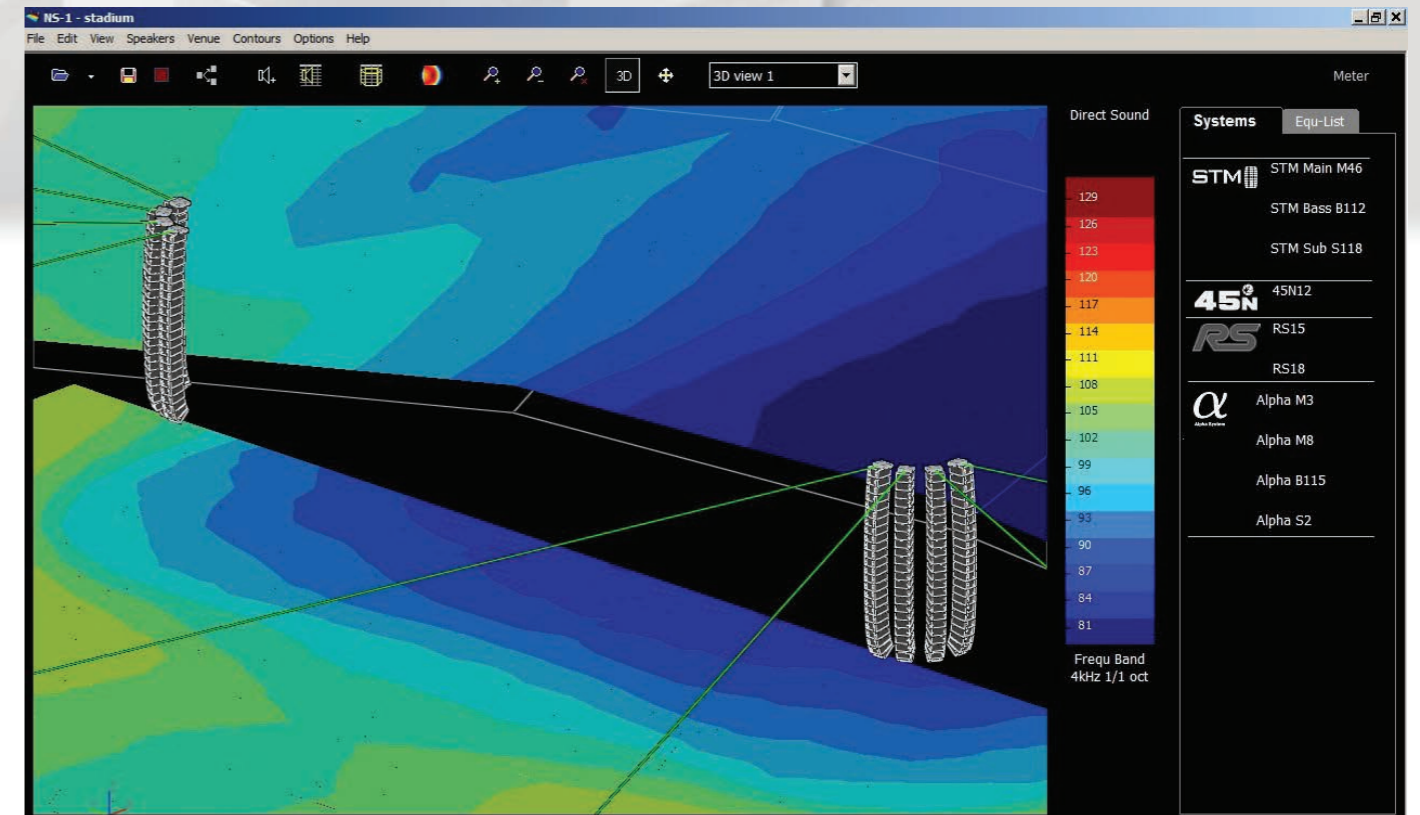 NS-1 - stadium
File Edit View Speakers Venue Contours Options Help
3D
3D view 1
Meter
Direct Sound
129
126
123
120
117
114
111
108
105
102
99
96
93
90
87
84
81
Frequ Band
4kHz 1/1 oct
Systems Equ-List
STM
STM Main M46
STM Bass B112
STM Sub S118
45N
45N12
RS
RS15
RS18
α
Alpha System
Alpha M3
Alpha M8
Alpha B115
Alpha S2